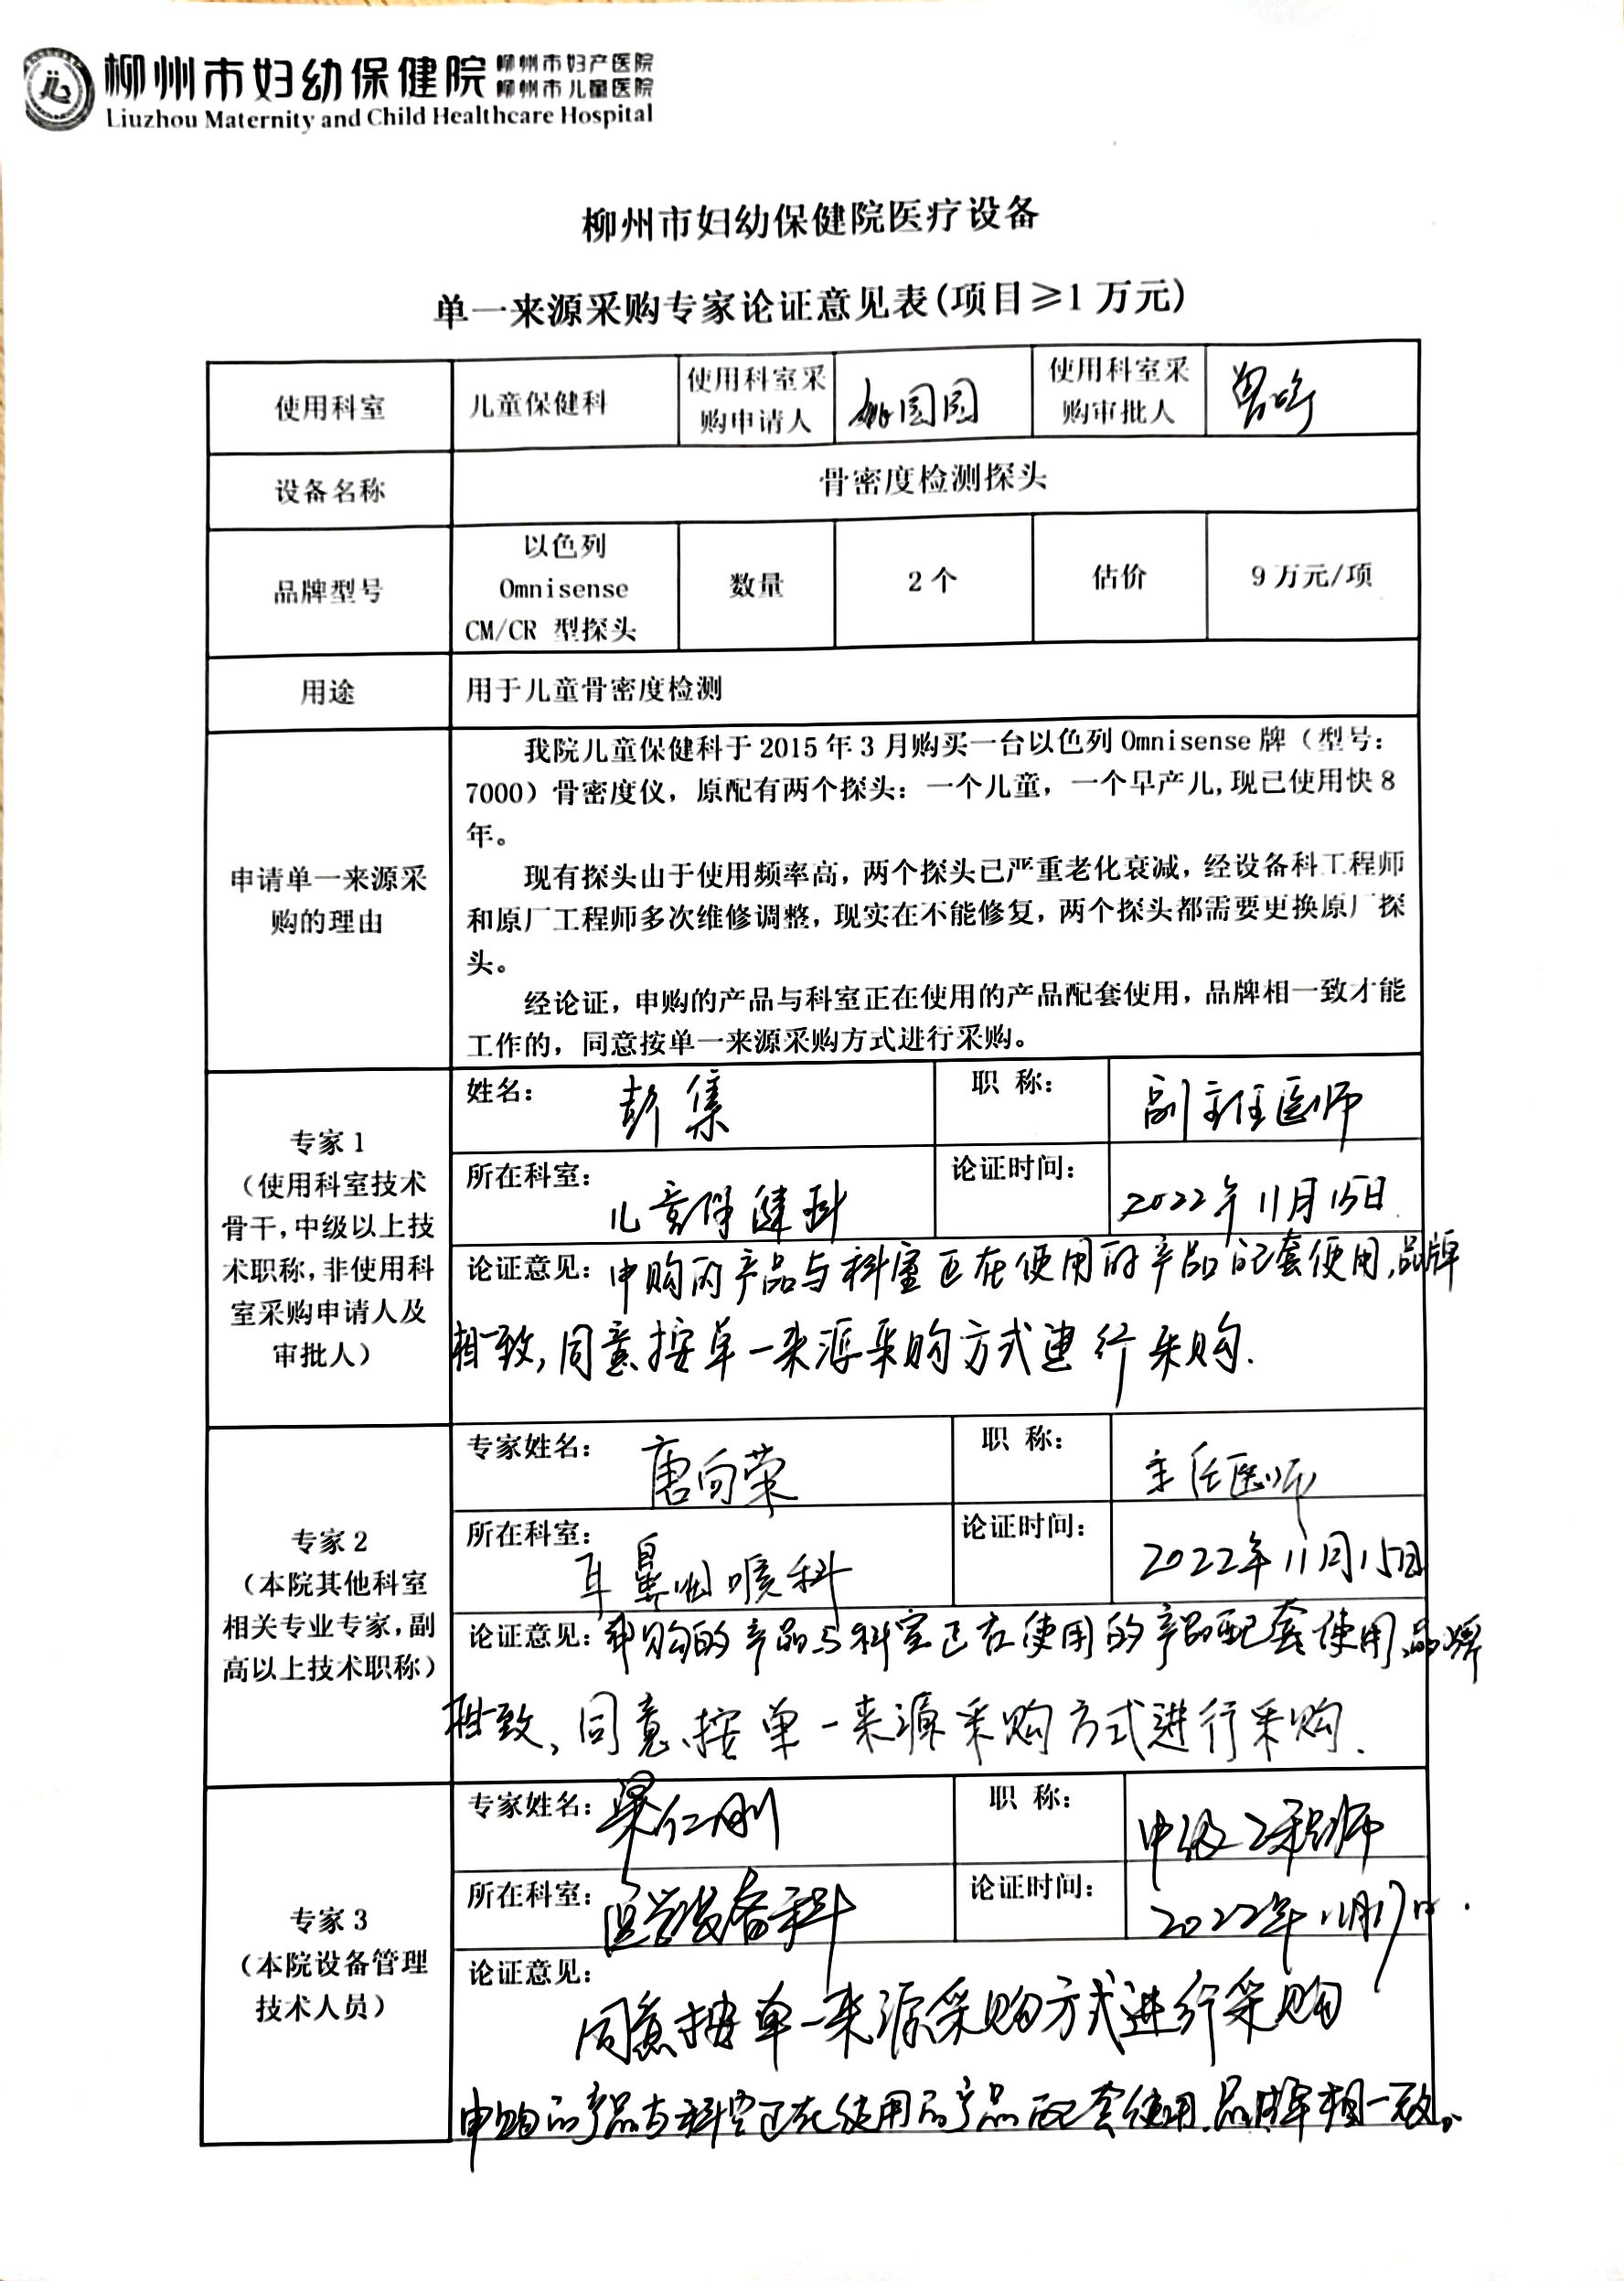 柳州市妇幼保健院 柳州市妇产医院
柳州市儿童医院
Liuzhou Maternity and Child Healthcare Hospital
柳州市妇幼保健院医疗设备
单一来源采购专家论证意见表(项目≥1万元)
使用科室
儿童保健科
使用科室采
购申请人
园园
使用科室采
购审批人
设备名称
骨密度检测探头
品牌型号
以色列
Omnisense
CM/CR 型探头
数量
2个
估价
9万元/项
用途
用于儿童骨密度检测
申请单一来源采
购的理由
我院儿童保健科于2015年3月购买一台以色列Omnisense牌（型号：
7000）骨密度仪，原配有两个探头：一个儿童，一个早产儿,现已使用快8
年。
现有探头由于使用频率高，两个探头已严重老化衰减，经设备科工程师
和原厂工程师多次维修调整，现实在不能修复，两个探头都需要更换原厂探
头。
经论证，申购的产品与科室正在使用的产品配套使用，品牌相一致才能
工作的，同意按单一来源采购方式进行采购。
专家1
（使用科室技术
骨干，中级以上技
术职称，非使用科
室采购申请人及
审批人）
姓名： 彭集
职 称： 副主任医师
所在科室： 儿童保健科
论证时间： 2022年11月15日
论证意见：申购的产品与科室正在使用的产品配套使用,品牌
相一致,同意按单一来源采购方式进行采购.
专家2
（本院其他科室
相关专业专家，副
高以上技术职称）
专家姓名： 唐向荣
职 称： 主任医师
所在科室： 耳鼻咽喉科
论证时间： 2022年11月15日
论证意见：申购的产品与科室正在使用的产品配套使用、品牌
相一致、同意按单一来源采购方式进行采购.
专家3
（本院设备管理
技术人员）
专家姓名：梁仁刚
职 称： 中级工程师
所在科室： 医学设备科
论证时间： 2022年11月17日.
论证意见：
同意按单一来源采购方式进行采购
申购的产品与科室正在使用的产品配套使用.品牌相一致。